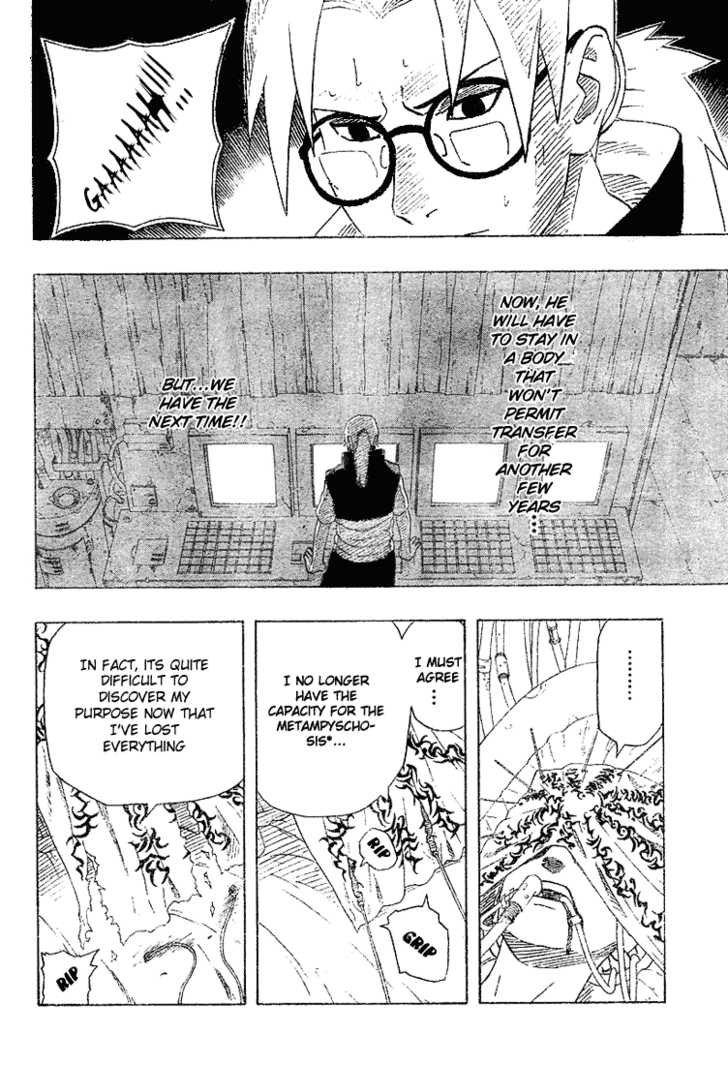 GAAAAAAH!!!...
NOW, HE
WILL HAVE
TO STAY IN
A BODY
THAT
WON'T
PERMIT
TRANSFER
FOR
ANOTHER
FEW
YEARS
...
BUT...WE
HAVE THE
NEXT TIME!!
........
I MUST
AGREE
...
I NO LONGER
HAVE THE
CAPACITY FOR THE
METAMPYSCHO-
SIS*...
RIP
GRIP
IN FACT, ITS QUITE
DIFFICULT TO
DISCOVER MY
PURPOSE NOW THAT
I'VE LOST
EVERYTHING
RIP